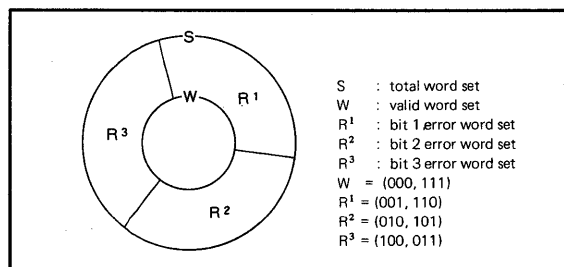 S
W
R¹
R³
R²
S : total word set
W : valid word set
R¹ : bit 1 error word set
R² : bit 2 error word set
R³ : bit 3 error word set
W = (000, 111)
R¹ = (001, 110)
R² = (010, 101)
R³ = (100, 011)